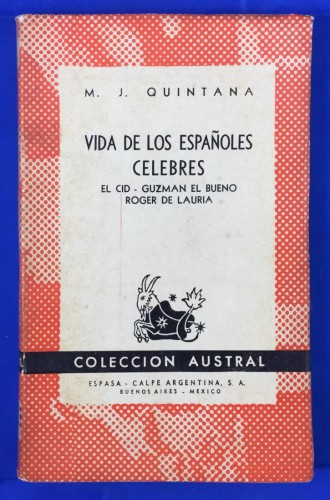 M. J. QUINTANA
VIDA DE LOS ESPAÑOLES
CELEBRES
EL CID - GUZMAN EL BUENO
ROGER DE LAURIA
COLECCION AUSTRAL
ESPASA - CALPE ARGENTINA, S. A.
BUENOS AIRES - MEXICO